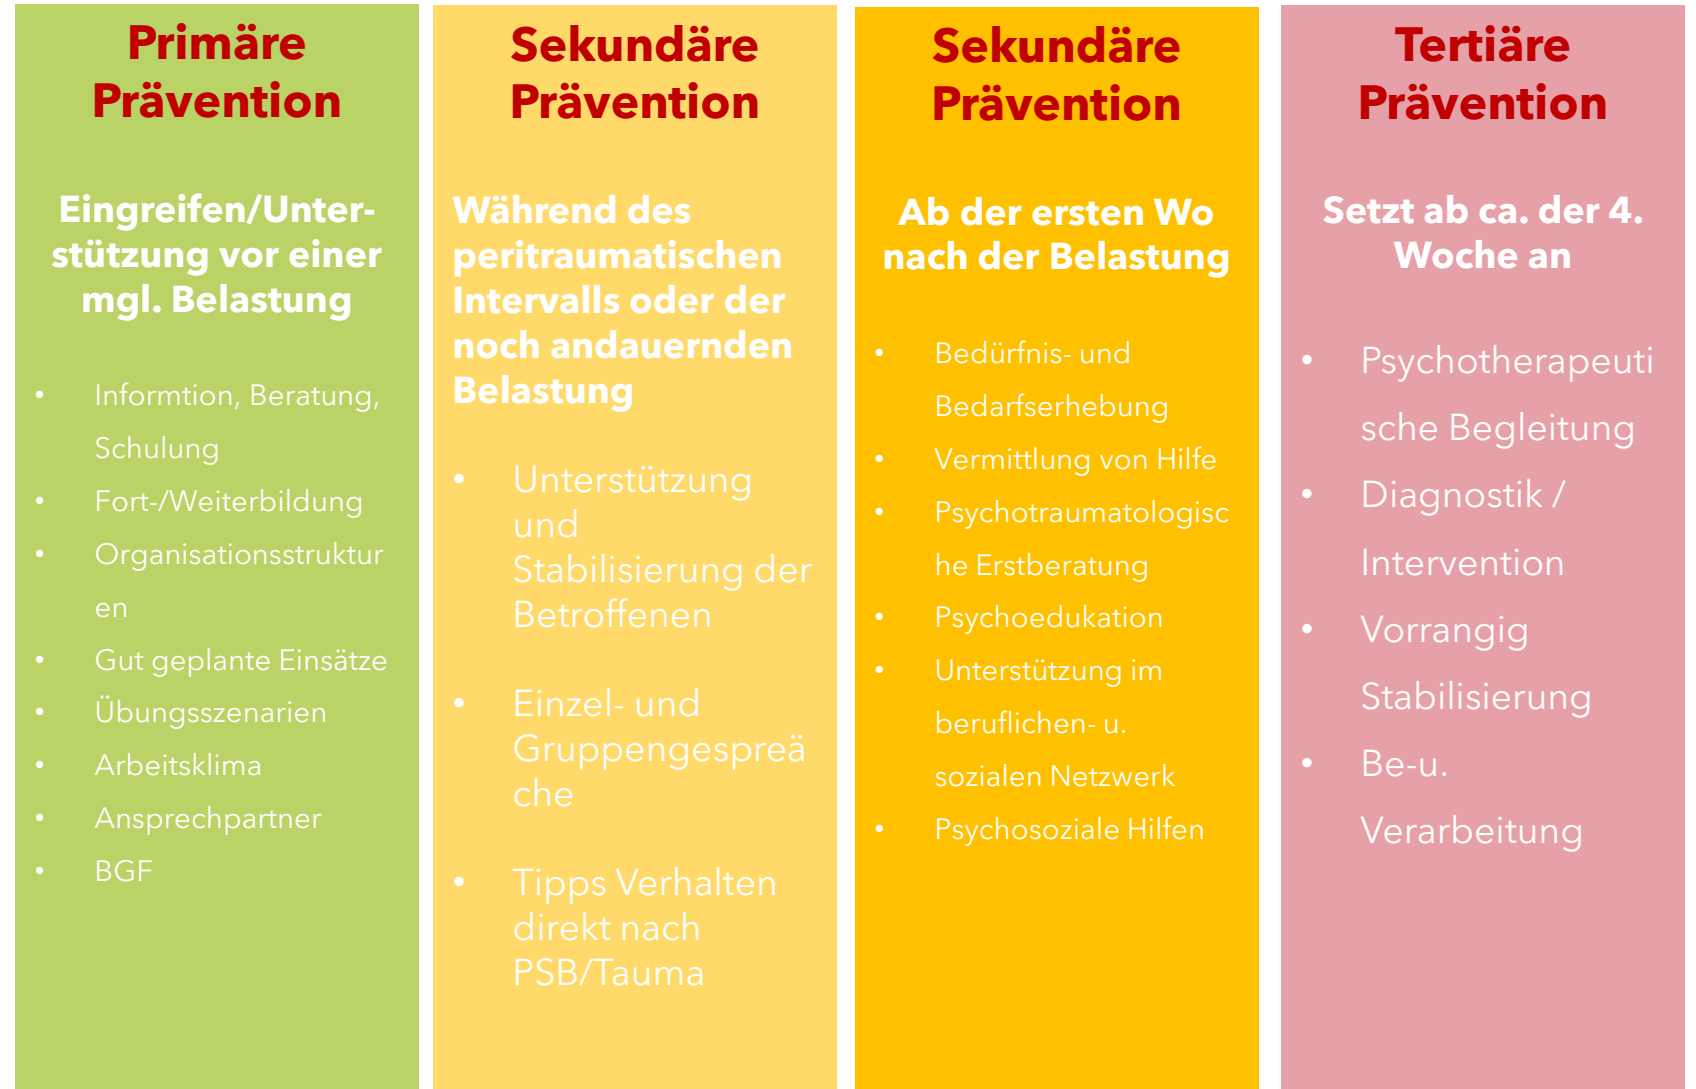 Primäre
Prävention
Eingreifen/Unter-
stützung vor einer
mgl. Belastung
• Informtion, Beratung,
Schulung
• Fort-/Weiterbildung
• Organisationsstruktur
en
• Gut geplante Einsätze
• Übungsszenarien
• Arbeitsklima
• Ansprechpartner
• BGF
Sekundäre
Prävention
Während des
peritraumatischen
Intervalls oder der
noch andauernden
Belastung
• Unterstützung
und
Stabilisierung der
Betroffenen
• Einzel- und
Gruppengespreä
che
• Tipps Verhalten
direkt nach
PSB/Tauma
Sekundäre
Prävention
Ab der ersten Wo
nach der Belastung
• Bedürfnis- und
Bedarfserhebung
• Vermittlung von Hilfe
• Psychotraumatologisc
he Erstberatung
• Psychoedukation
• Unterstützung im
beruflichen- u.
sozialen Netzwerk
• Psychosoziale Hilfen
Tertiäre
Prävention
Setzt ab ca. der 4.
Woche an
• Psychotherapeuti
sche Begleitung
• Diagnostik /
Intervention
• Vorrangig
Stabilisierung
• Be-u.
Verarbeitung